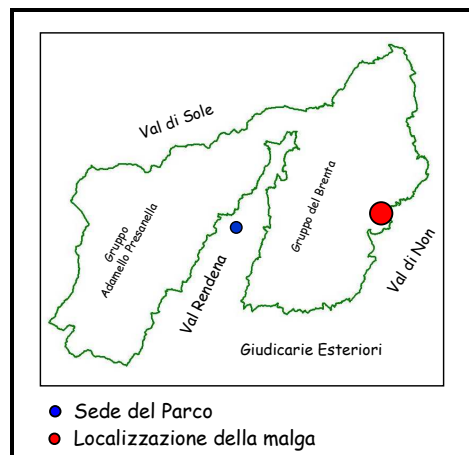 Val di Sole
Gruppo
Adamello Presanella
Gruppo del Brenta
Val Rendena
Val di Non
Giudicarie Esteriori
Sede del Parco
Localizzazione della malga